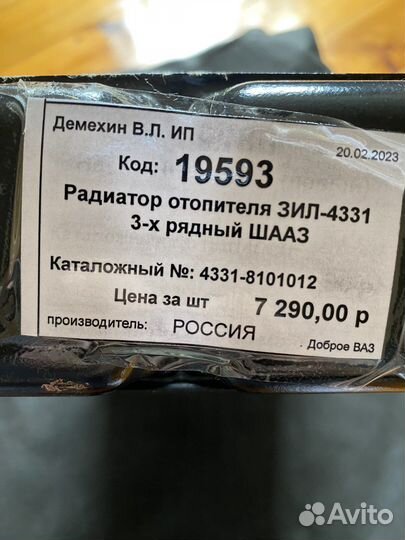 Демехин В.Л. ИП
20.02.2023
Код: 19593
Радиатор отопителя ЗИЛ-4331
3-х рядный ШААЗ
Каталожный №: 4331-8101012
Цена за шт 7 290,00 р
производитель: РОССИЯ
. Доброе ВАЗ
Avito